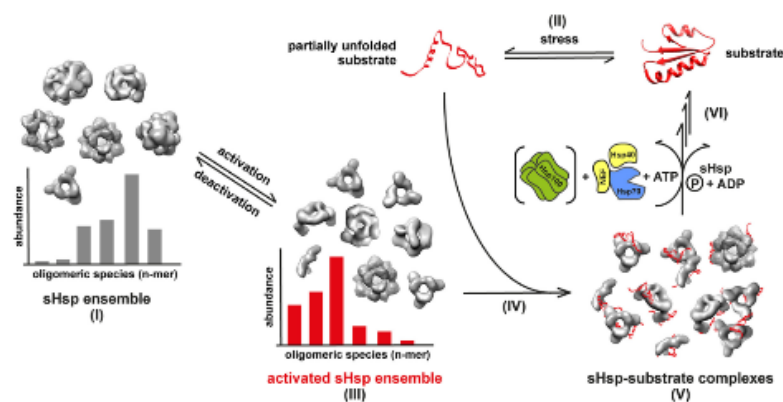 (II)
stress
partially unfolded
substrate
substrate
(VI)
Hsp100
+
NEF
Hsp40
Hsp70
+ ATP
sHsp
P + ADP
activation
deactivation
abundance
oligomeric species (n-mer)
sHsp ensemble
(I)
abundance
oligomeric species (n-mer)
activated sHsp ensemble
(III)
(IV)
sHsp-substrate complexes
(V)